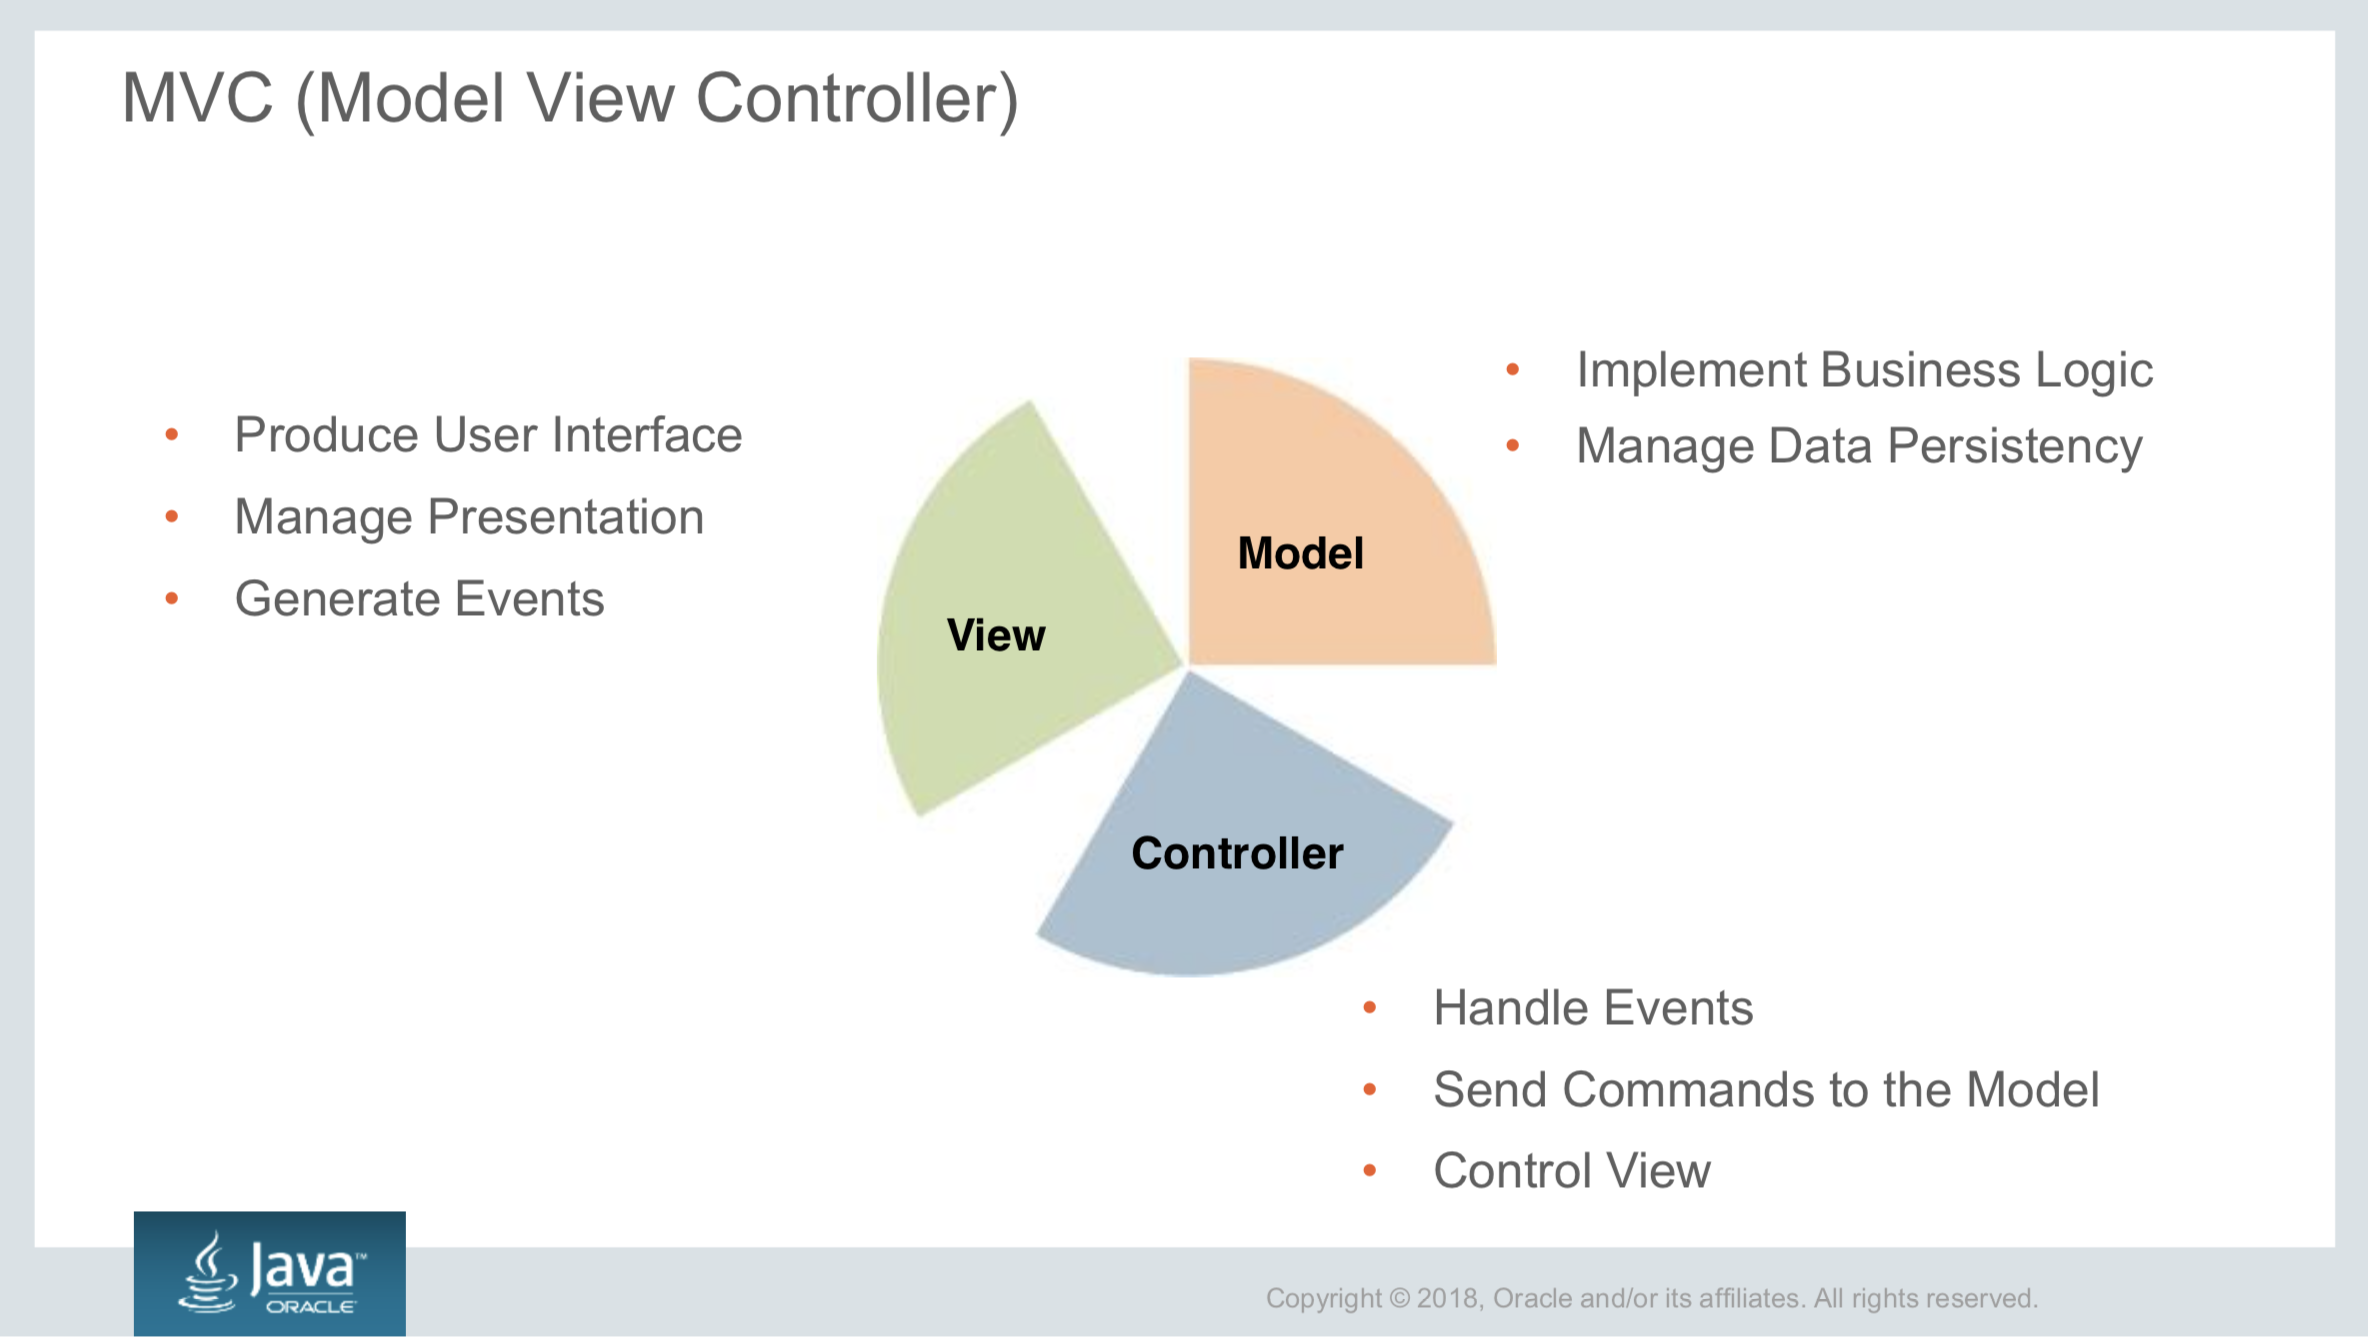 MVC (Model View Controller)
• Implement Business Logic
• Manage Data Persistency
• Produce User Interface
• Manage Presentation
• Generate Events
Model
View
Controller
• Handle Events
• Send Commands to the Model
• Control View
Java™
ORACLE
Copyright © 2018, Oracle and/or its affiliates. All rights reserved.